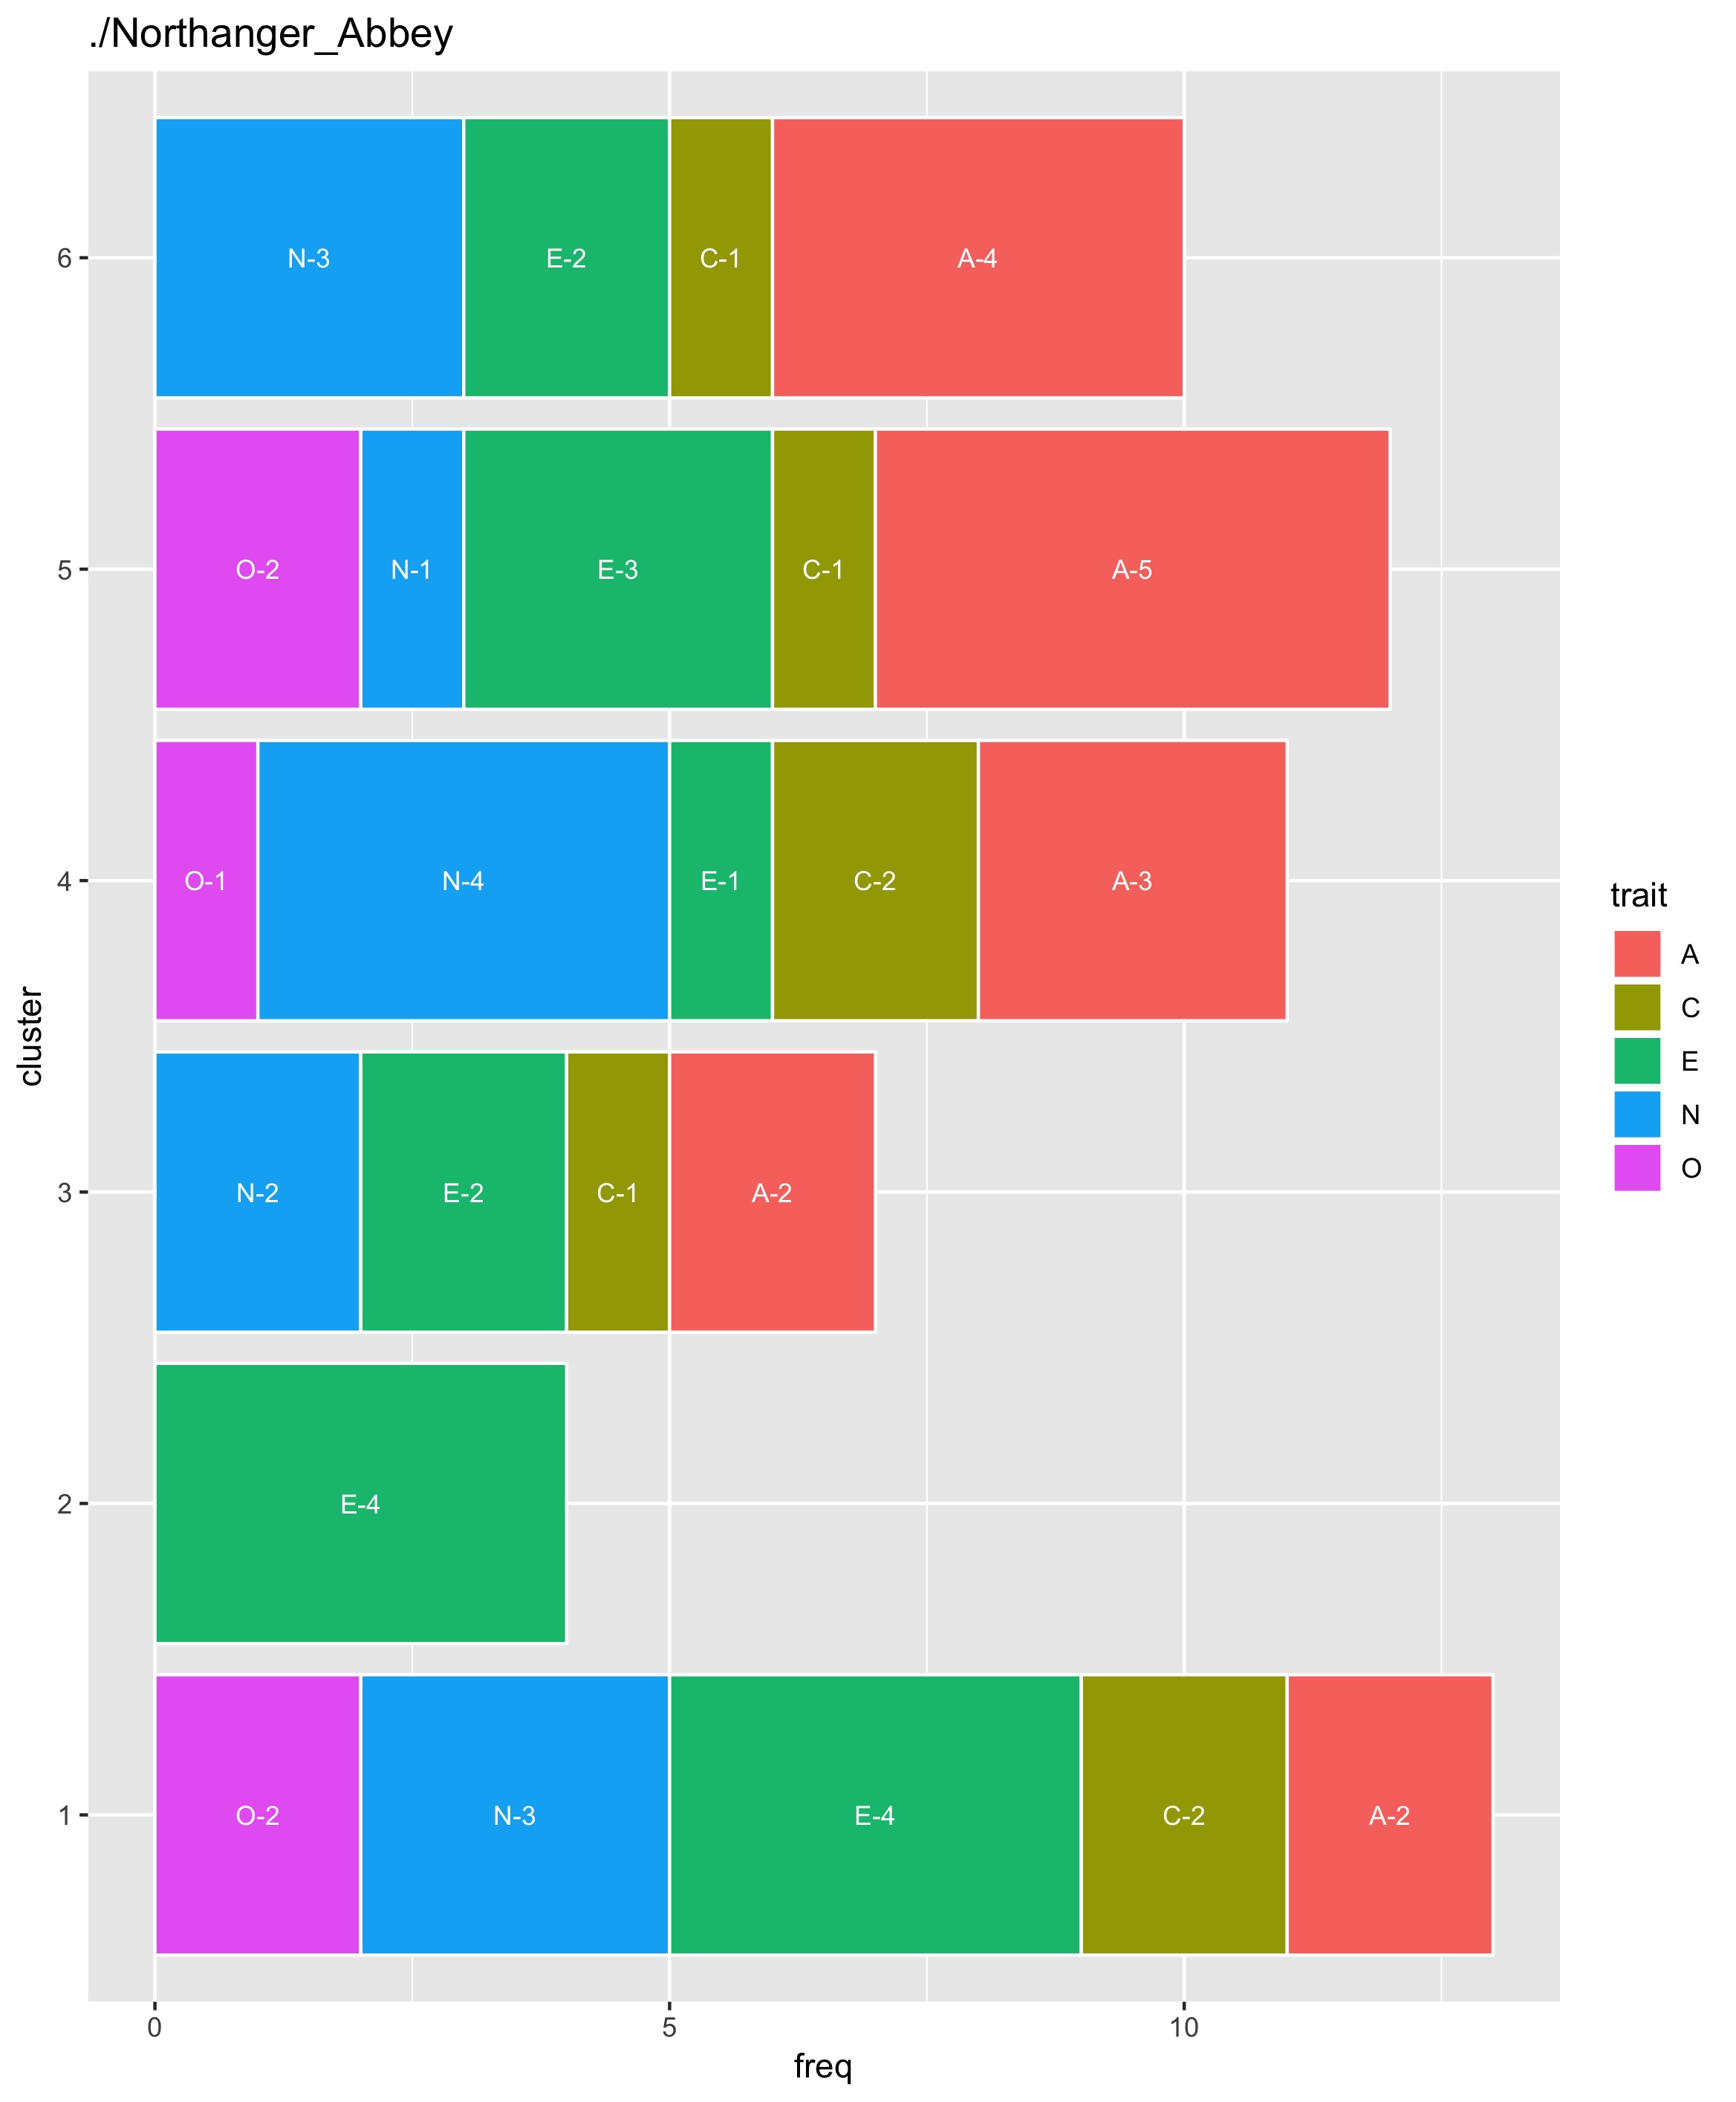 ./Northanger_Abbey
6
N-3 E-2 C-1 A-4
5
O-2 N-1 E-3 C-1 A-5
4
O-1 N-4 E-1 C-2 A-3
3
N-2 E-2 C-1 A-2
2
E-4
1
O-2 N-3 E-4 C-2 A-2
0 5 10
freq
cluster
trait
A
C
E
N
O